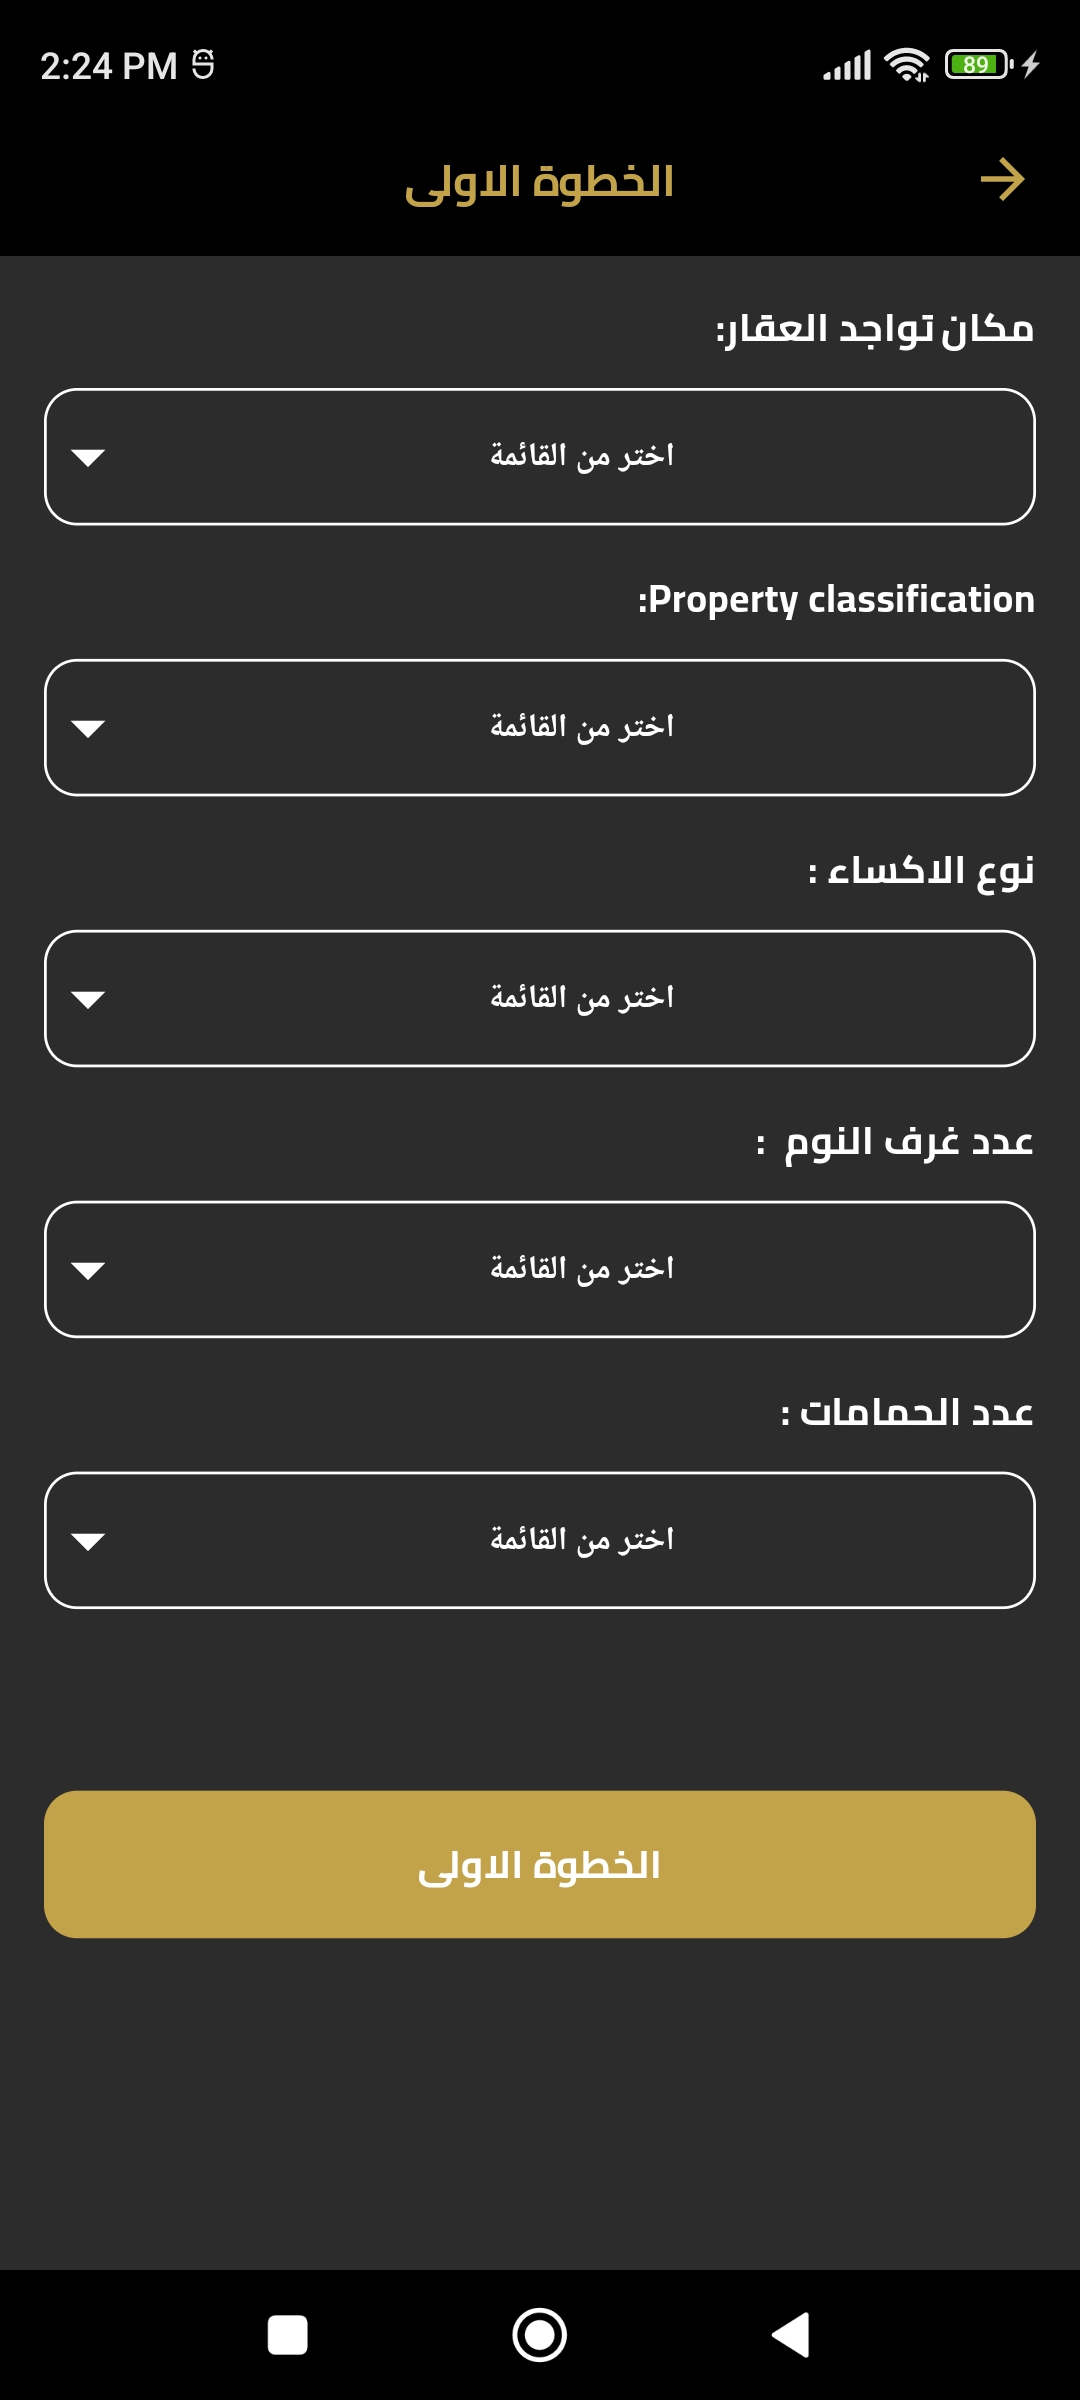 2:24 PM
89
الخطوة الاولى
مكان تواجد العقار:
اختر من القائمة
Property classification:
اختر من القائمة
نوع الاكساء :
اختر من القائمة
عدد غرف النوم  :
اختر من القائمة
عدد الحمامات :
اختر من القائمة
الخطوة الاولى